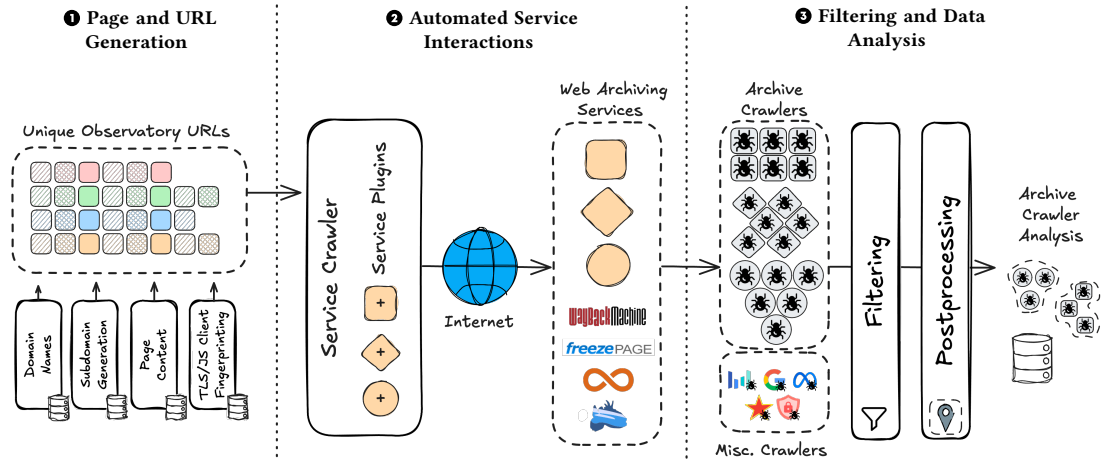 ❶ Page and URL
Generation
❷ Automated Service
Interactions
❸ Filtering and Data
Analysis
Unique Observatory URLs
Domain
Names
Subdomain
Generation
Page
Content
TLS/JS Client
Fingerprinting
Service Crawler
Service Plugins
+
+
+
Internet
Web Archiving
Services
WayBackMachine
freezePAGE
Archive
Crawlers
G
Misc. Crawlers
Filtering
Postprocessing
Archive
Crawler
Analysis